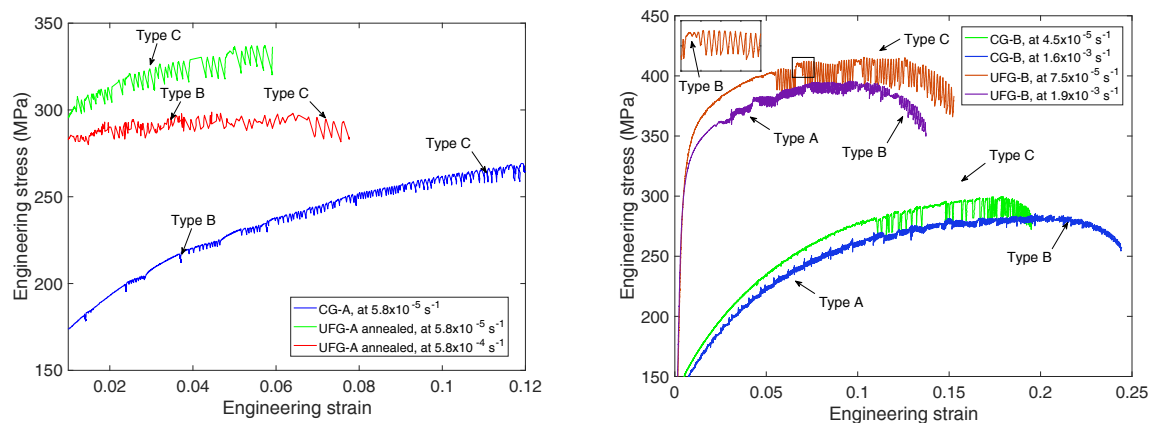 350
300
250
200
150
0.02
0.04
0.06
0.08
0.1
0.12
Engineering strain
Engineering stress (MPa)
Type C
Type B
Type C
Type C
Type B
CG-A, at 5.8x10⁻⁵ s⁻¹
UFG-A annealed, at 5.8x10⁻⁵ s⁻¹
UFG-A annealed, at 5.8x10⁻⁴ s⁻¹
450
400
350
300
250
200
150
0
0.05
0.1
0.15
0.2
0.25
Engineering strain
Engineering stress (MPa)
Type B
Type C
Type A
Type B
Type C
Type A
Type B
CG-B, at 4.5x10⁻⁵ s⁻¹
CG-B, at 1.6x10⁻³ s⁻¹
UFG-B, at 7.5x10⁻⁵ s⁻¹
UFG-B, at 1.9x10⁻³ s⁻¹